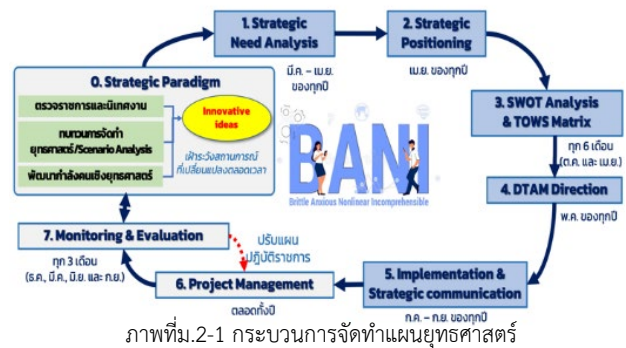 1. Strategic
Need Analysis
มี.ค. – เม.ย.
ของทุกปี
2. Strategic
Positioning
เม.ย. ของทุกปี
0. Strategic Paradigm
ตรวจราชการและนิเทศงาน
ทบทวนการจัดทำ
ยุทธศาสตร์/Scenario Analysis
พัฒนากำลังคนเชิงยุทธศาสตร์
Innovative
ideas
เฝ้าระวังสถานการณ์
ที่เปลี่ยนแปลงตลอดเวลา
BANI
Brittle Anxious Nonlinear Incomprehensible
3. SWOT Analysis
& TOWS Matrix
ทุก 6 เดือน
(ต.ค. และ เม.ย.)
4. DTAM Direction
พ.ค. ของทุกปี
5. Implementation &
Strategic communication
ก.ค. – ก.ย. ของทุกปี
6. Project Management
ตลอดทั้งปี
ปรับแผน
ปฏิบัติราชการ
7. Monitoring & Evaluation
ทุก 3 เดือน
(ธ.ค., มี.ค., มิ.ย. และ ก.ย.)
ภาพที่ม.2-1 กระบวนการจัดทำแผนยุทธศาสตร์